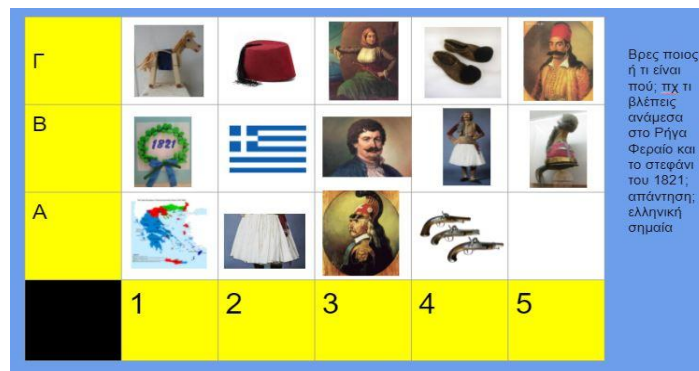 Γ
Β
1821
Α
1
2
3
4
5
Βρες ποιος
ή τι είναι
πού; πχ τι
βλέπεις
ανάμεσα
στο Ρήγα
Φεραίο και
το στεφάνι
του 1821;
απάντηση;
ελληνική
σημαία